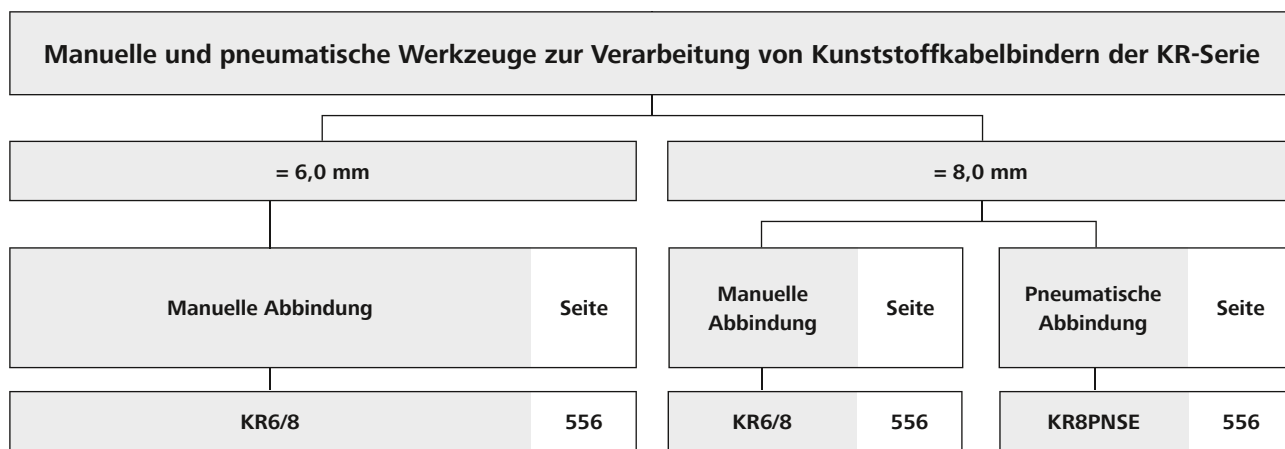 Manuelle und pneumatische Werkzeuge zur Verarbeitung von Kunststoffkabelbindern der KR-Serie
= 6,0 mm
= 8,0 mm
Manuelle Abbindung
Seite
Manuelle
Abbindung
Seite
Pneumatische
Abbindung
Seite
KR6/8
556
KR6/8
556
KR8PNSE
556